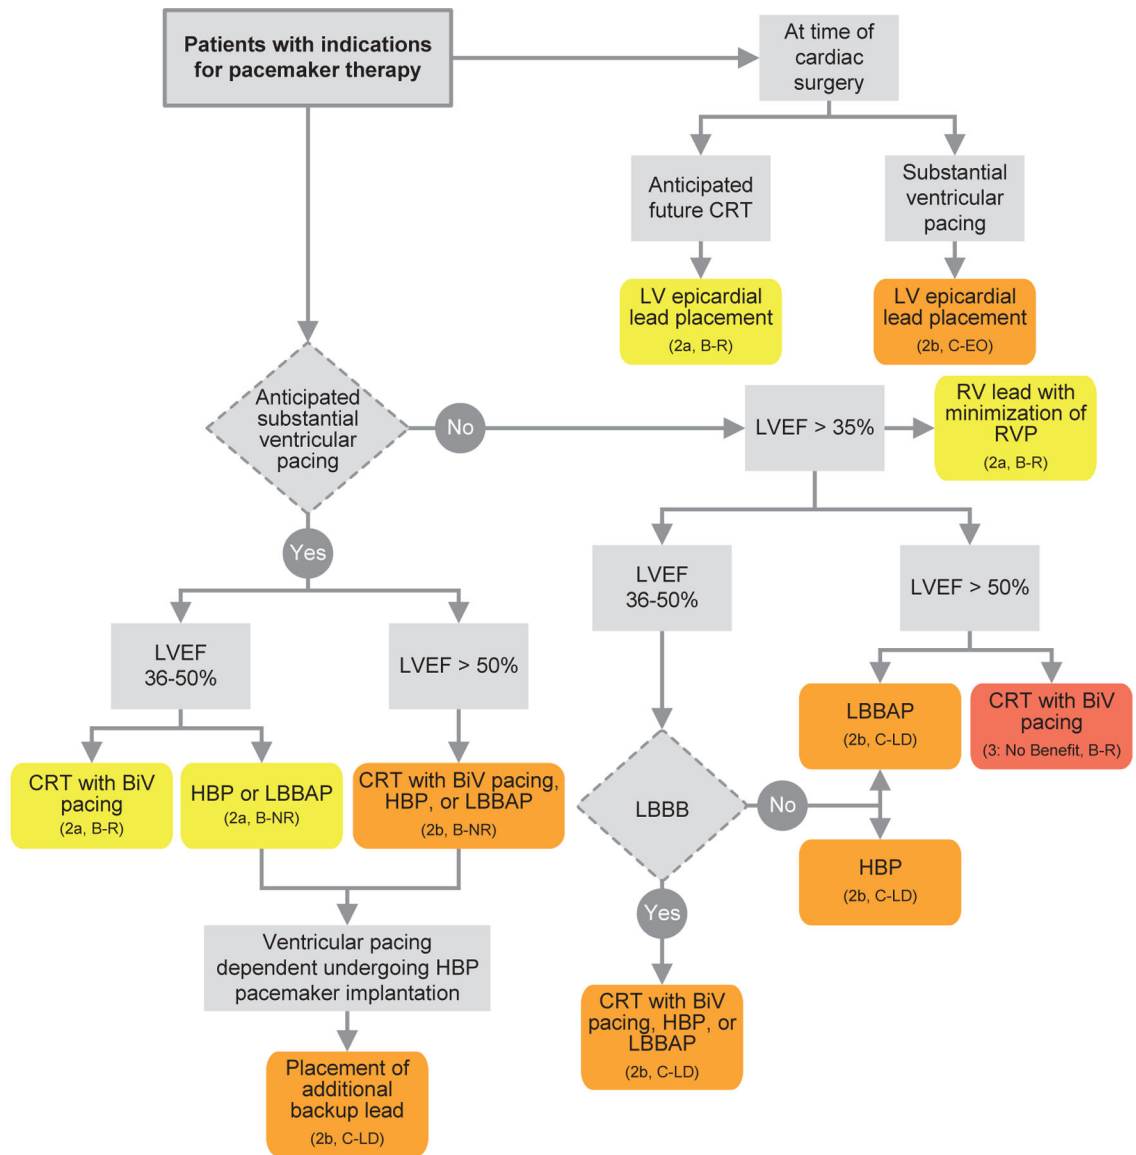 Patients with indications
for pacemaker therapy
At time of
cardiac
surgery
Anticipated
future CRT
Substantial
ventricular
pacing
LV epicardial
lead placement
(2a, B-R)
LV epicardial
lead placement
(2b, C-EO)
Anticipated
substantial
ventricular
pacing
No
LVEF > 35%
RV lead with
minimization of
RVP
(2a, B-R)
Yes
LVEF
36-50%
LVEF > 50%
LVEF
36-50%
LVEF > 50%
CRT with BiV
pacing
(2a, B-R)
HBP or LBBAP
(2a, B-NR)
CRT with BiV pacing,
HBP, or LBBAP
(2b, B-NR)
LBBAP
(2b, C-LD)
CRT with BiV
pacing
(3: No Benefit, B-R)
LBBB
No
HBP
(2b, C-LD)
Yes
Ventricular pacing
dependent undergoing HBP
pacemaker implantation
CRT with BiV
pacing, HBP, or
LBBAP
(2b, C-LD)
Placement of
additional
backup lead
(2b, C-LD)